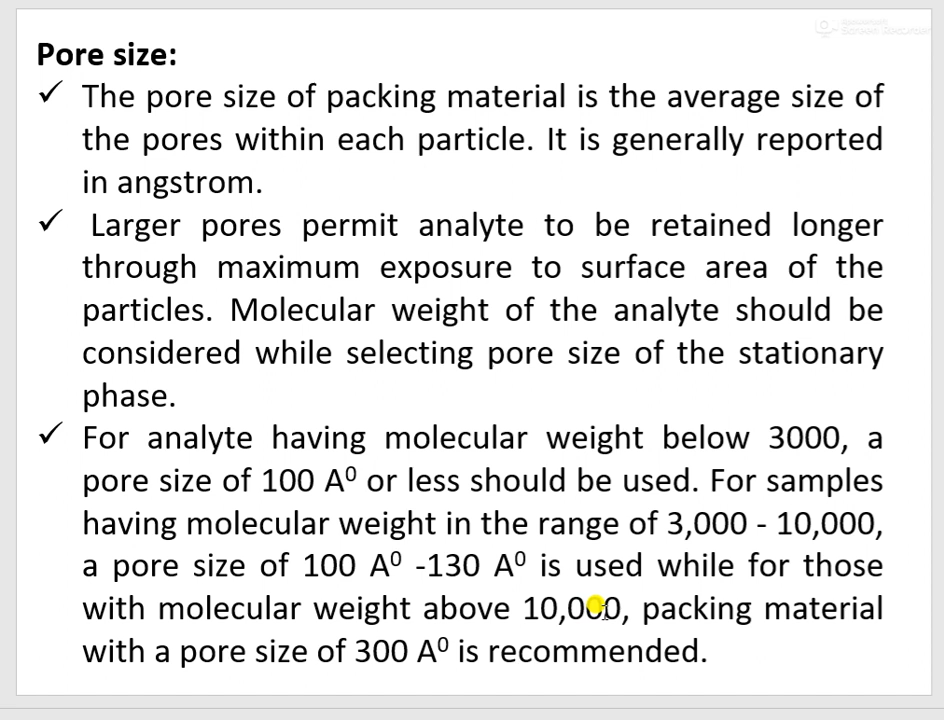 Screen Recorder
Pore size:
✓ The pore size of packing material is the average size of
the pores within each particle. It is generally reported
in angstrom.
✓ Larger pores permit analyte to be retained longer
through maximum exposure to surface area of the
particles. Molecular weight of the analyte should be
considered while selecting pore size of the stationary
phase.
✓ For analyte having molecular weight below 3000, a
pore size of 100 A⁰ or less should be used. For samples
having molecular weight in the range of 3,000 - 10,000,
a pore size of 100 A⁰ -130 A⁰ is used while for those
with molecular weight above 10,000, packing material
with a pore size of 300 A⁰ is recommended.